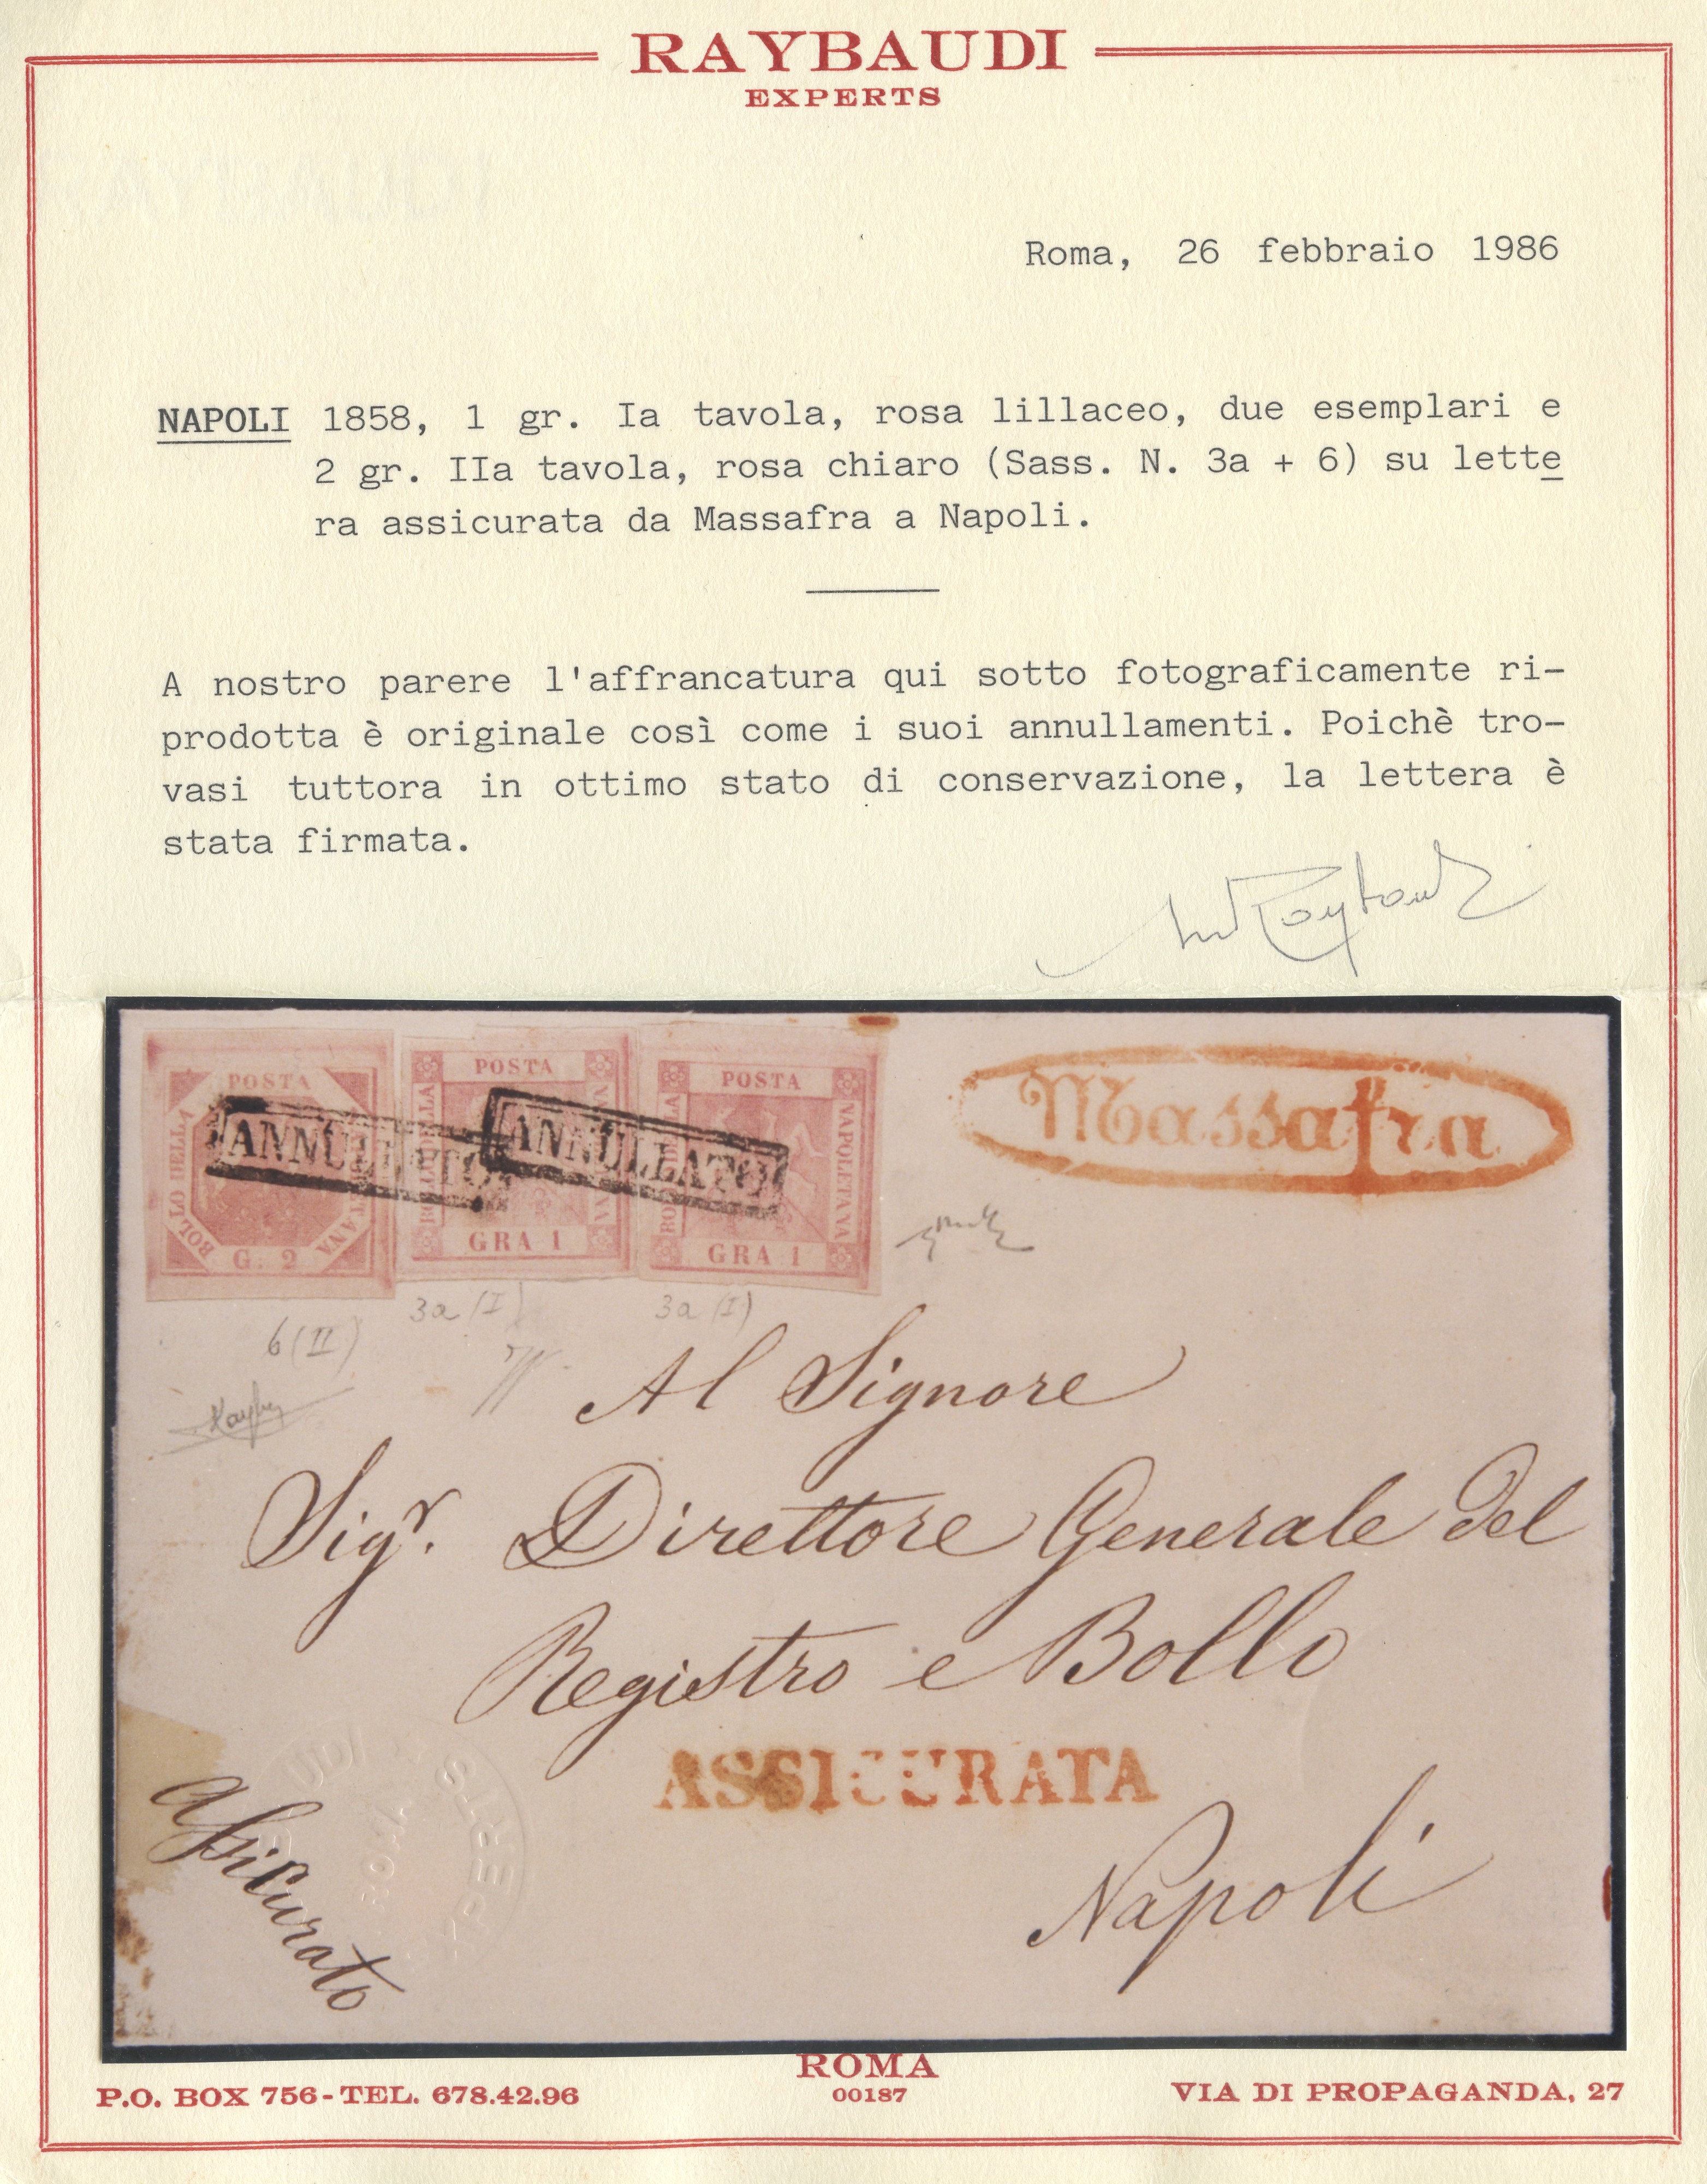 RAYBAUDI
EXPERTS
Roma, 26 febbraio 1986
NAPOLI 1858, 1 gr. Ia tavola, rosa lillaceo, due esemplari e
2 gr. IIa tavola, rosa chiaro (Sass. N. 3a + 6) su lette
ra assicurata da Massafra a Napoli.
A nostro parere l'affrancatura qui sotto fotograficamente ri-
prodotta è originale così come i suoi annullamenti. Poichè tro-
vasi tuttora in ottimo stato di conservazione, la lettera è
stata firmata.
POSTA
BOLLO DELLA
G. 2
ANNULLATO
POSTA
GRA 1
ANNULLATO
POSTA
NAPOLETANA
GRA 1
Massafra
6 (II)
3a (I)
3a (I)
Al Signore
Sigr. Direttore Generale del
Registro e Bollo
ASSICURATA
Assicurato
Napoli
ROMA
00187
P.O. BOX 756-TEL. 678.42.96
VIA DI PROPAGANDA, 27